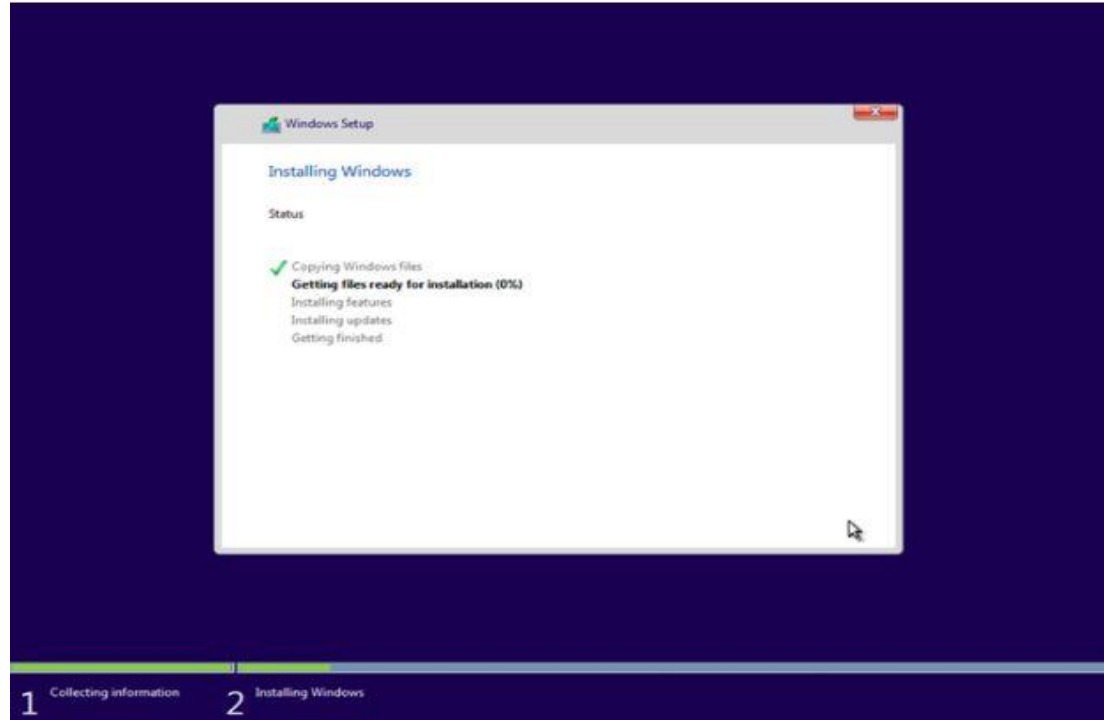 Windows Setup
Installing Windows
Status
Copying Windows files
Getting files ready for installation (0%)
Installing features
Installing updates
Getting finished
1 Collecting information
2 Installing Windows